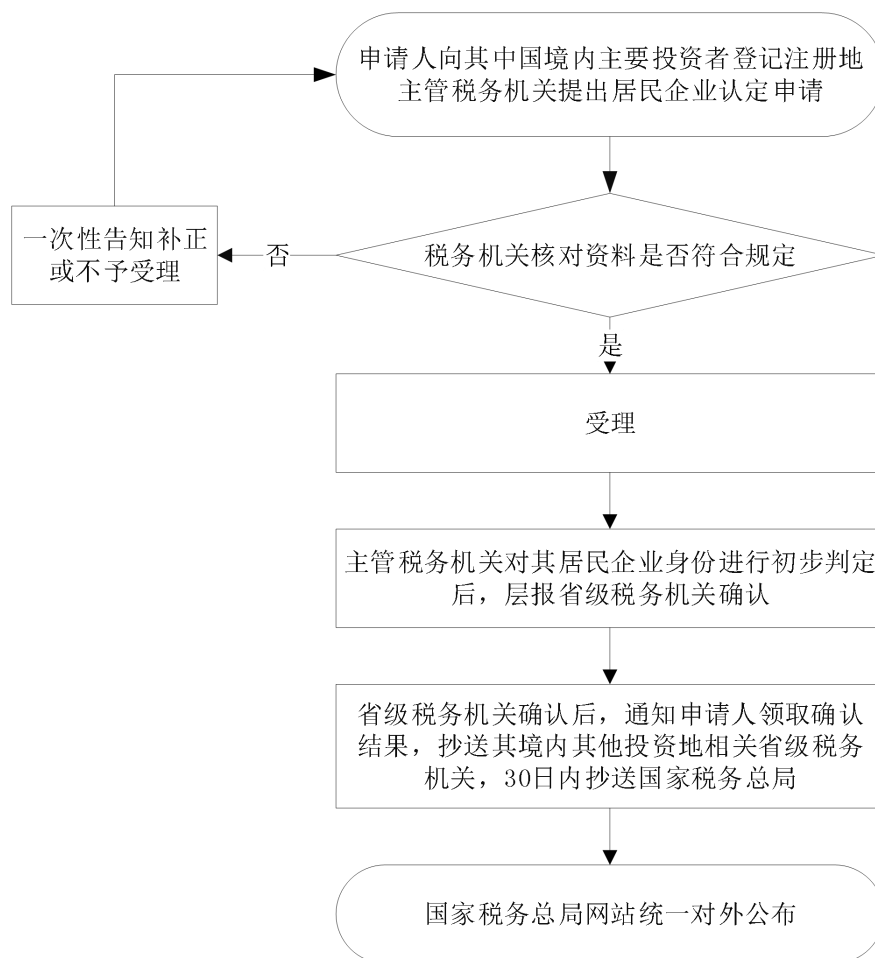 申请人向其中国境内主要投资者登记注册地
主管税务机关提出居民企业认定申请
一次性告知补正
或不予受理
否
税务机关核对资料是否符合规定
是
受理
主管税务机关对其居民企业身份进行初步判定
后，层报省级税务机关确认
省级税务机关确认后，通知申请人领取确认
结果，抄送其境内其他投资地相关省级税务
机关，30日内抄送国家税务总局
国家税务总局网站统一对外公布